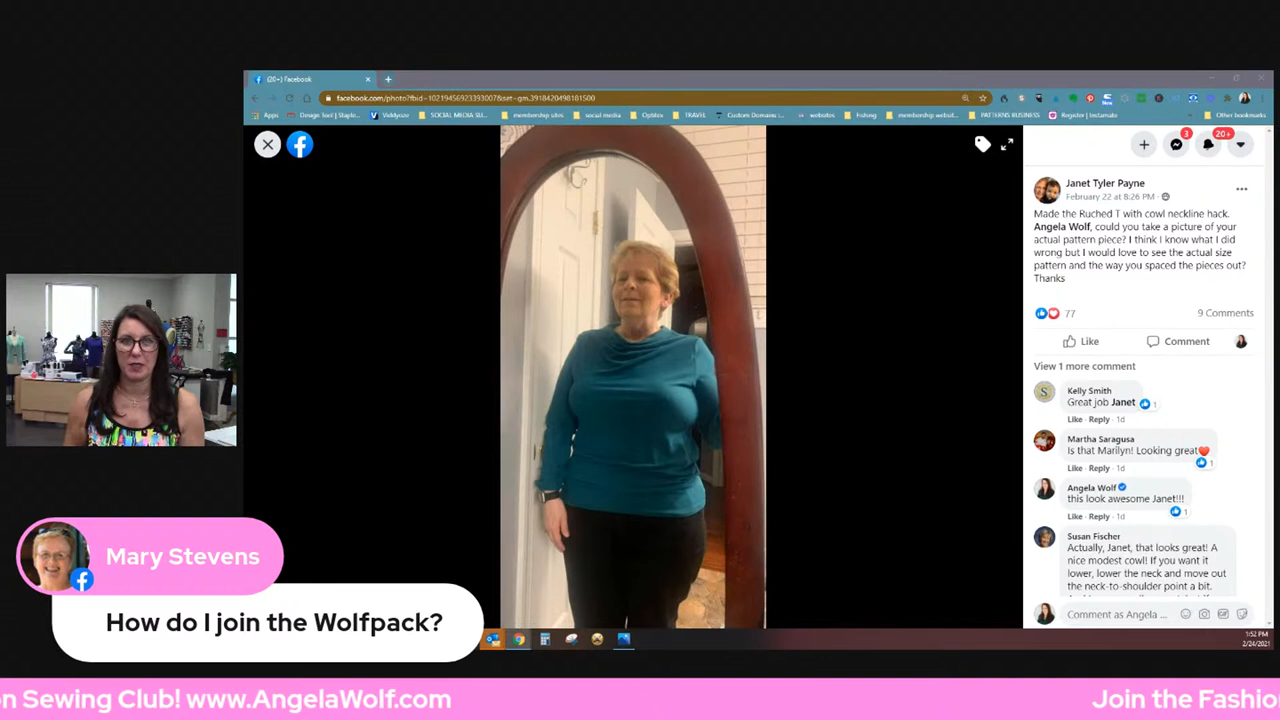 (20+) Facebook
facebook.com/photo?fbid=10219456923393007&set=gm.3918420498181500
Apps
Design Tool | Staple...
Viddyoze
SOCIAL MEDIA SU...
membership sites
social media
Optitex
TRAVEL
Custom Domains :...
websites
Fishing
membership websit...
PATTERNS BUSINESS
Register | Instamate
Other bookmarks
3
20+
Janet Tyler Payne
February 22 at 8:26 PM
Made the Ruched T with cowl neckline hack.
Angela Wolf, could you take a picture of your
actual pattern piece? I think I know what I did
wrong but I would love to see the actual size
pattern and the way you spaced the pieces out?
Thanks
77
9 Comments
Like
Comment
View 1 more comment
Kelly Smith
Great job Janet
1
Like · Reply · 1d
Martha Saragusa
Is that Marilyn! Looking great
1
Like · Reply · 1d
Angela Wolf
this look awesome Janet!!!
1
Like · Reply · 1d
Susan Fischer
Actually, Janet, that looks great! A
nice modest cowl! If you want it
lower, lower the neck and move out
the neck-to-shoulder point a bit.
Comment as Angela ...
1:52 PM
2/24/2021
Mary Stevens
How do I join the Wolfpack?
on Sewing Club! www.AngelaWolf.com
Join the Fashio